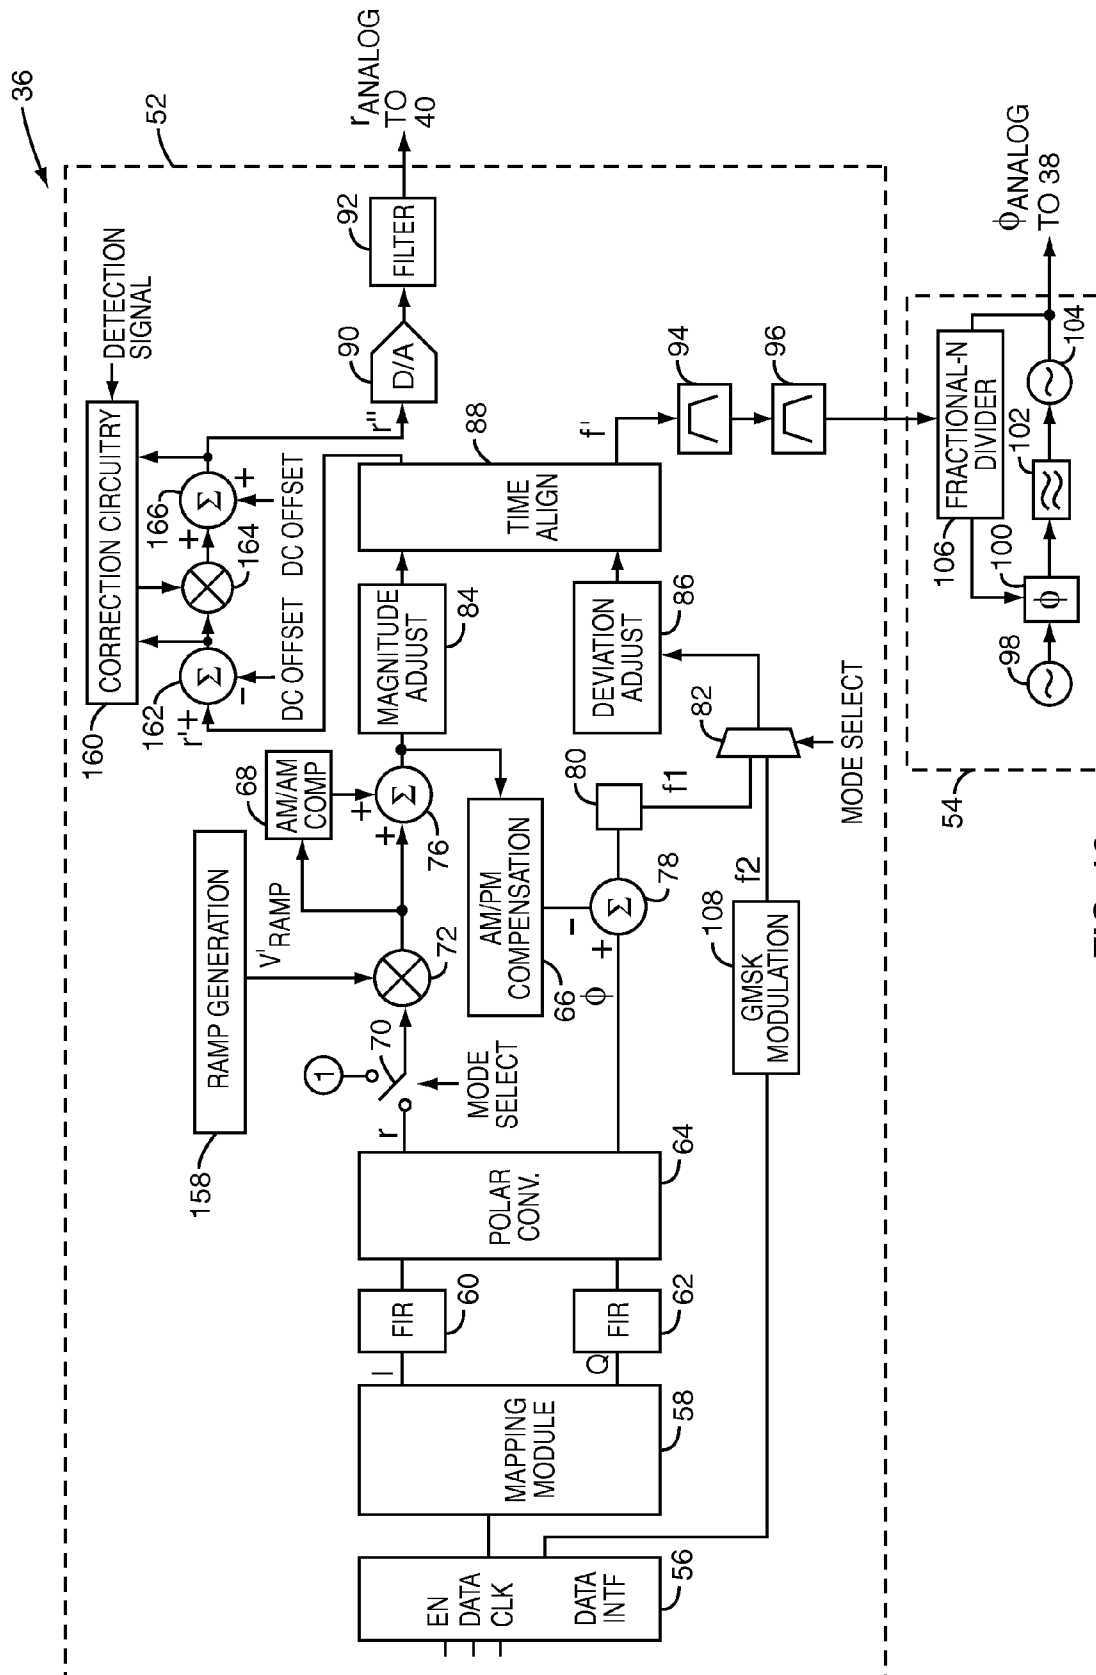 36
52
RAMP GENERATION
158
V'RAMP
AM/AM
COMP
68
160
CORRECTION CIRCUITRY
DETECTION
SIGNAL
r'
+
-
162
Σ
DC OFFSET
164
+
166
Σ
+
DC OFFSET
EN
DATA
CLK
DATA
INTF
56
MAPPING
MODULE
58
I
Q
FIR
60
FIR
62
POLAR
CONV.
64
r
1
70
MODE
SELECT
72
+
+
Σ
76
AM/PM
COMPENSATION
66
ϕ
+
-
Σ
78
80
f1
MAGNITUDE
ADJUST
84
DEVIATION
ADJUST
86
TIME
ALIGN
88
r"
D/A
90
FILTER
92
rANALOG
TO
40
f'
94
96
GMSK
MODULATION
108
f2
82
MODE SELECT
54
FRACTIONAL-N
DIVIDER
106
98
ϕ
100
102
104
ϕANALOG
TO 38
FIG.